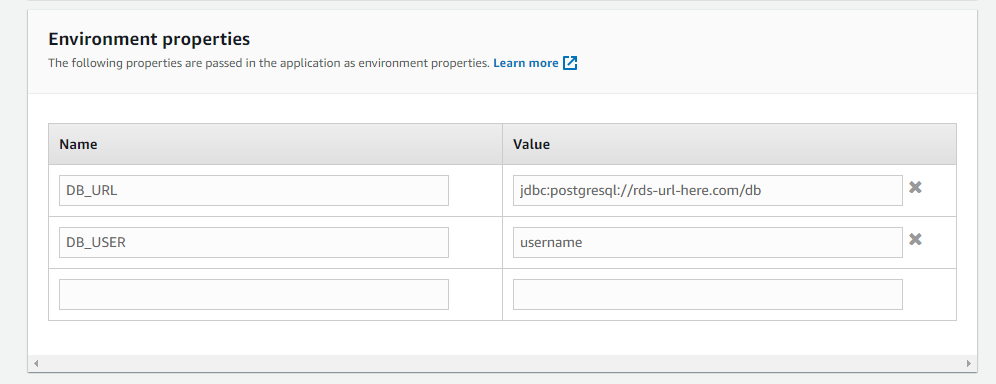 Environment properties
The following properties are passed in the application as environment properties. Learn more
Name Value
DB_URL jdbc:postgresql://rds-url-here.com/db
DB_USER username